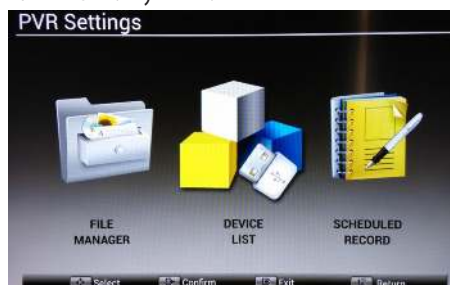 PVR Settings
FILE
MANAGER
DEVICE
LIST
SCHEDULED
RECORD
Select Confirm Exit Return